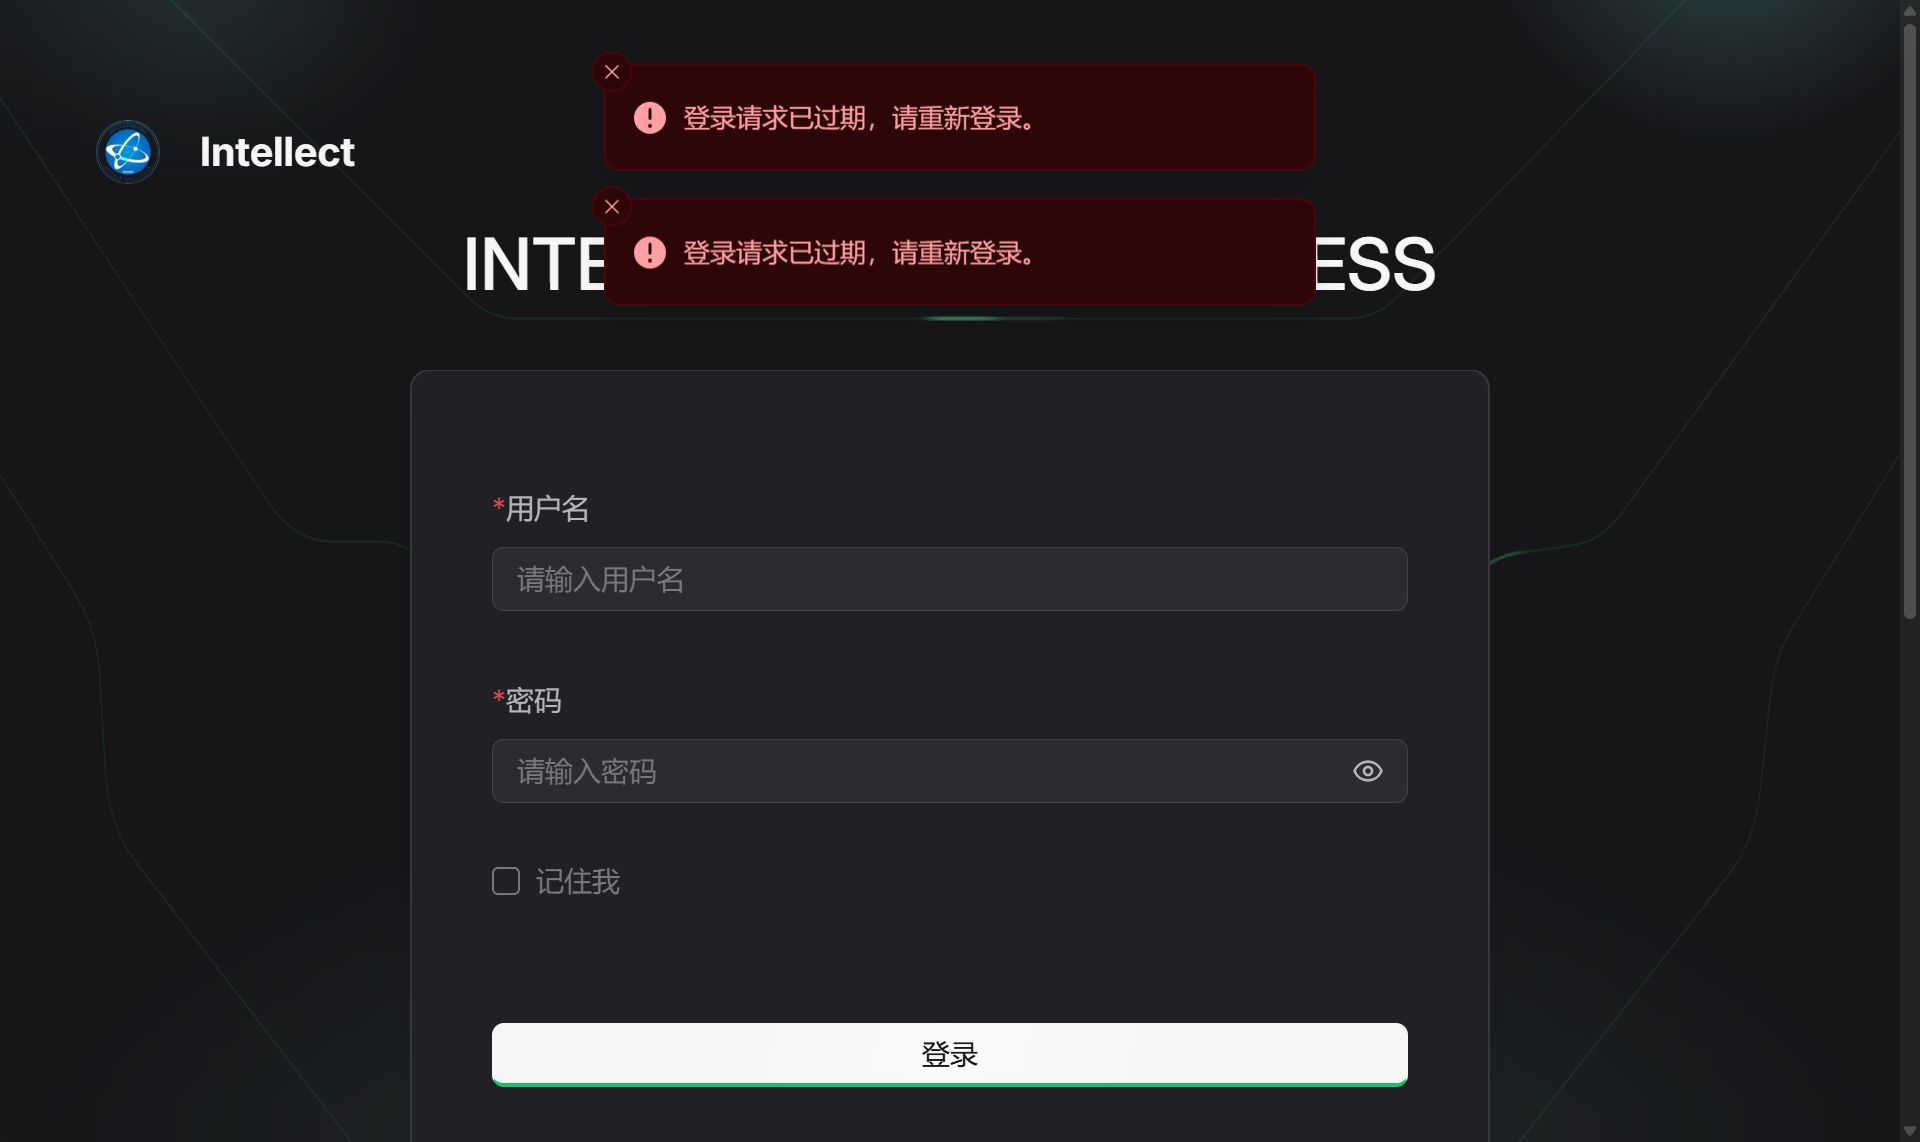 登录请求已过期，请重新登录。
Intellect
登录请求已过期，请重新登录。
INTE ESS
*用户名
请输入用户名
*密码
请输入密码
记住我
登录